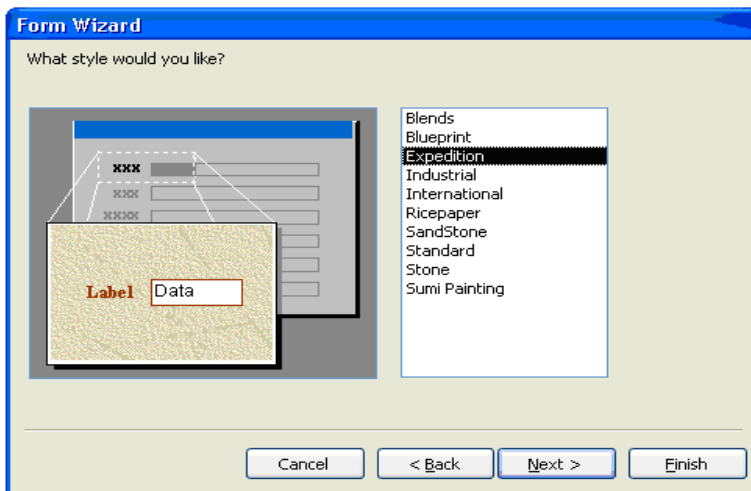 Form Wizard
What style would you like?
xxx
xxx
xxxx
Label Data
Blends
Blueprint
Expedition
Industrial
International
Ricepaper
SandStone
Standard
Stone
Sumi Painting
Cancel < Back Next > Finish